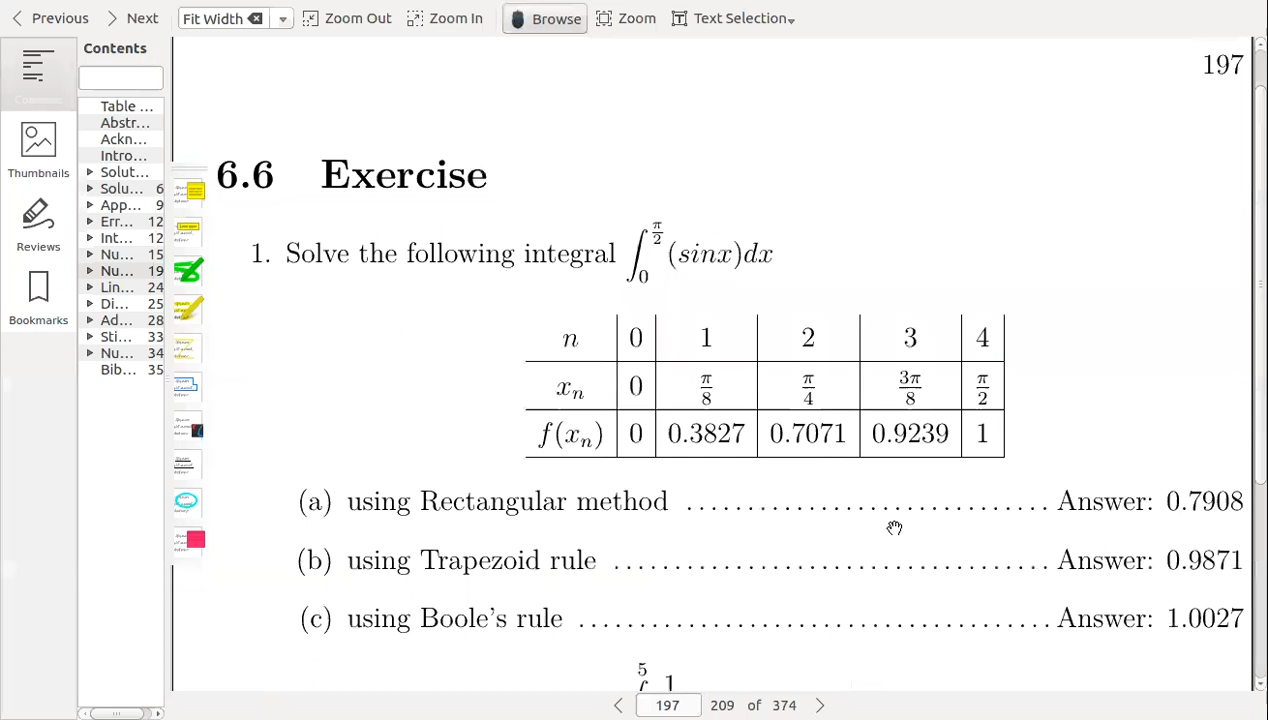 Previous Next Fit Width Zoom Out Zoom In Browse Zoom Text Selection
Contents
Thumbnails
Reviews
Bookmarks
Table ...
Abstr...
Ackn...
Intro...
Solut...
Solu... 6
App... 9
Err... 12
Int... 12
Nu... 15
Nu... 19
Lin... 24
Di... 25
Ad... 28
Sti... 33
Nu... 34
Bib... 35
197
6.6 Exercise
1. Solve the following integral ∫₀^{π/2} (sinx)dx
n 0 1 2 3 4
xₙ 0 π/8 π/4 3π/8 π/2
f(xₙ) 0 0.3827 0.7071 0.9239 1
(a) using Rectangular method .............................. Answer: 0.7908
(b) using Trapezoid rule .................................... Answer: 0.9871
(c) using Boole's rule ....................................... Answer: 1.0027
5
1
197 209 of 374